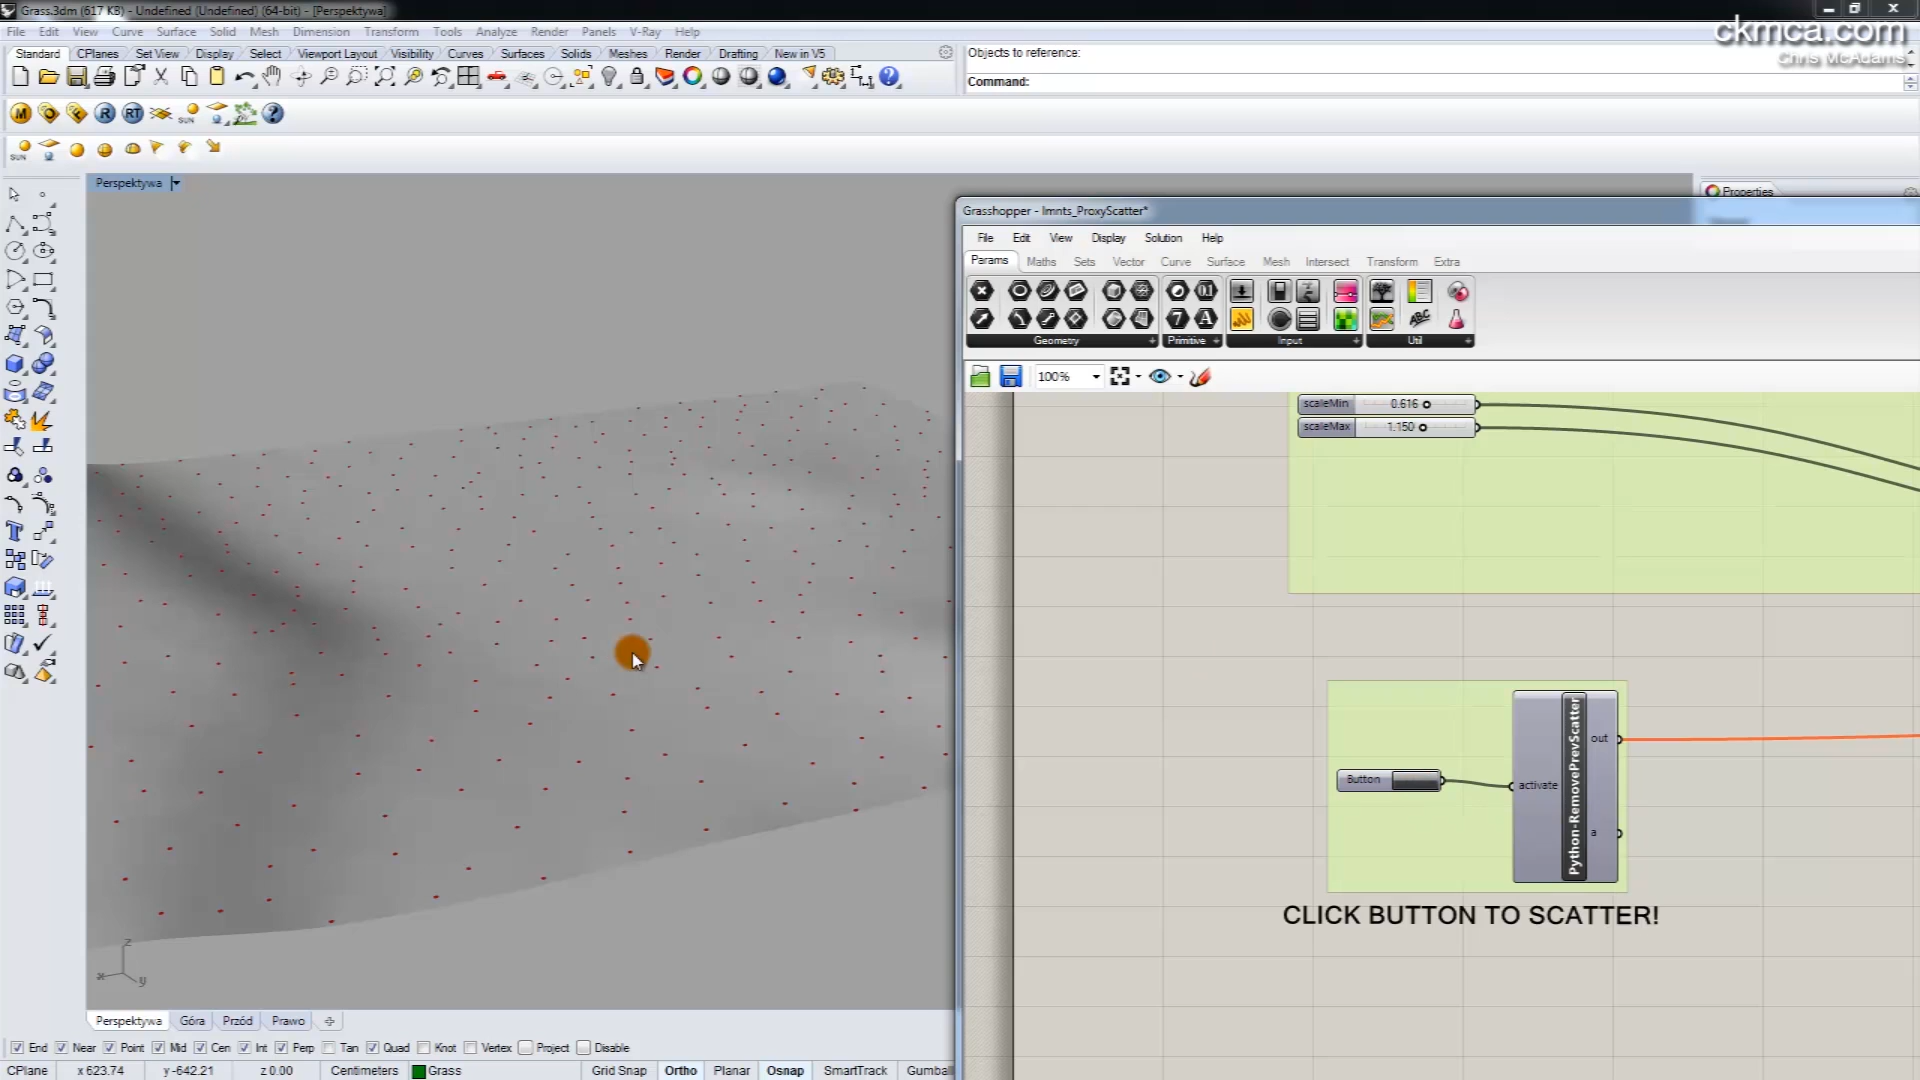 Grass.3dm (617 KB) - Undefined (Undefined) (64-bit) - [Perspektywa]
ckmca.com
Chris McAdams
File Edit View Curve Surface Solid Mesh Dimension Transform Tools Analyze Render Panels V-Ray Help
Standard CPlanes Set View Display Select Viewport Layout Visibility Curves Surfaces Solids Meshes Render Drafting New in V5
Objects to reference:
Command:
M R RT SUN
SUN
Perspektywa
Properties
Grasshopper - lmnts_ProxyScatter*
File Edit View Display Solution Help
Params Maths Sets Vector Curve Surface Mesh Intersect Transform Extra
Geometry Primitive Input Util
100%
scaleMin 0.616
scaleMax 1.150
Button
activate
Python-RemovePrevScatter
out
a
CLICK BUTTON TO SCATTER!
z
x y
Perspektywa Góra Przód Prawo
End Near Point Mid Cen Int Perp Tan Quad Knot Vertex Project Disable
CPlane x 623.74 y -642.21 z 0.00 Centimeters Grass Grid Snap Ortho Planar Osnap SmartTrack Gumball